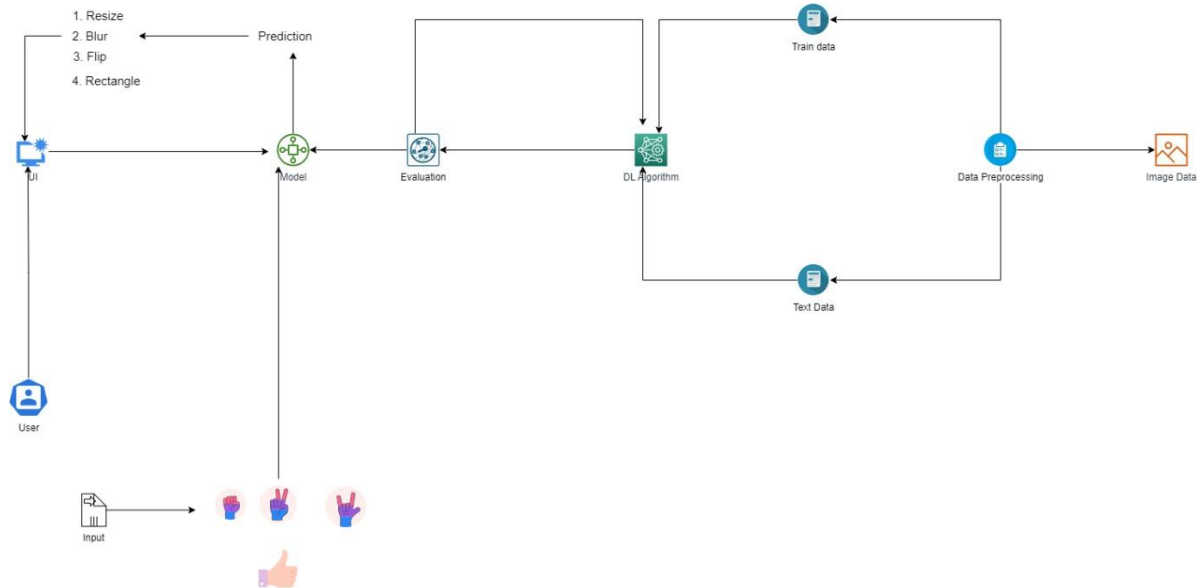 1. Resize
2. Blur
3. Flip
4. Rectangle
Prediction
Train data
UI
Model
Evaluation
DL Algorithm
Data Preprocessing
Image Data
Text Data
User
Input